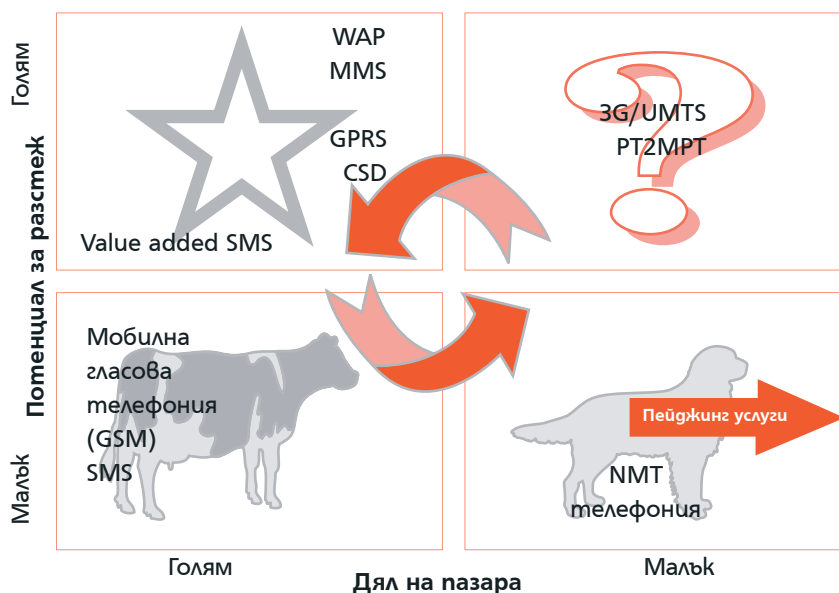 Потенциал за разстеж
Голям
Малък
WAP
MMS
GPRS
CSD
Value added SMS
3G/UMTS
PT2MPT
Мобилна
гласова
телефония
(GSM)
SMS
Пейджинг услуги
NMT
телефония
Голям
Малък
Дял на пазара